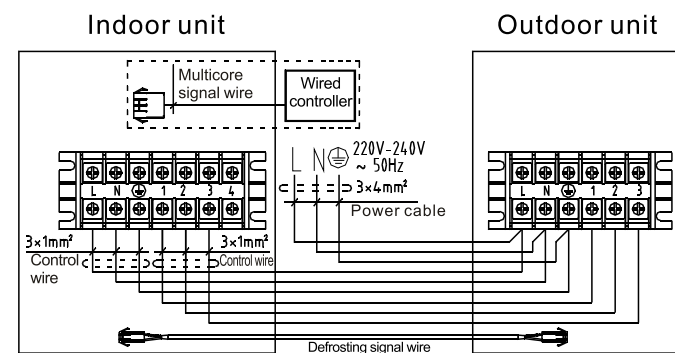 Indoor unit
Outdoor unit
Multicore
signal wire
Wired
controller
L N 220V-240V
~ 50Hz
3×4mm²
Power cable
L N 1 2 3 4
L N 1 2 3
3×1mm²
Control
wire
3×1mm²
Control wire
Defrosting signal wire